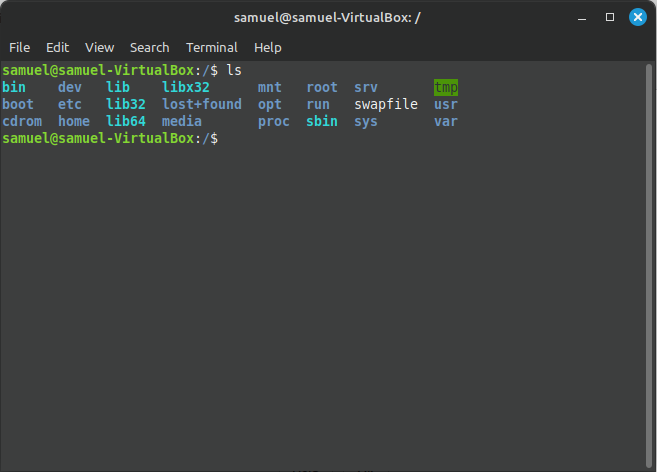 samuel@samuel-VirtualBox: /
File Edit View Search Terminal Help
samuel@samuel-VirtualBox:/$ ls
bin dev lib libx32 mnt root srv tmp
boot etc lib32 lost+found opt run swapfile usr
cdrom home lib64 media proc sbin sys var
samuel@samuel-VirtualBox:/$